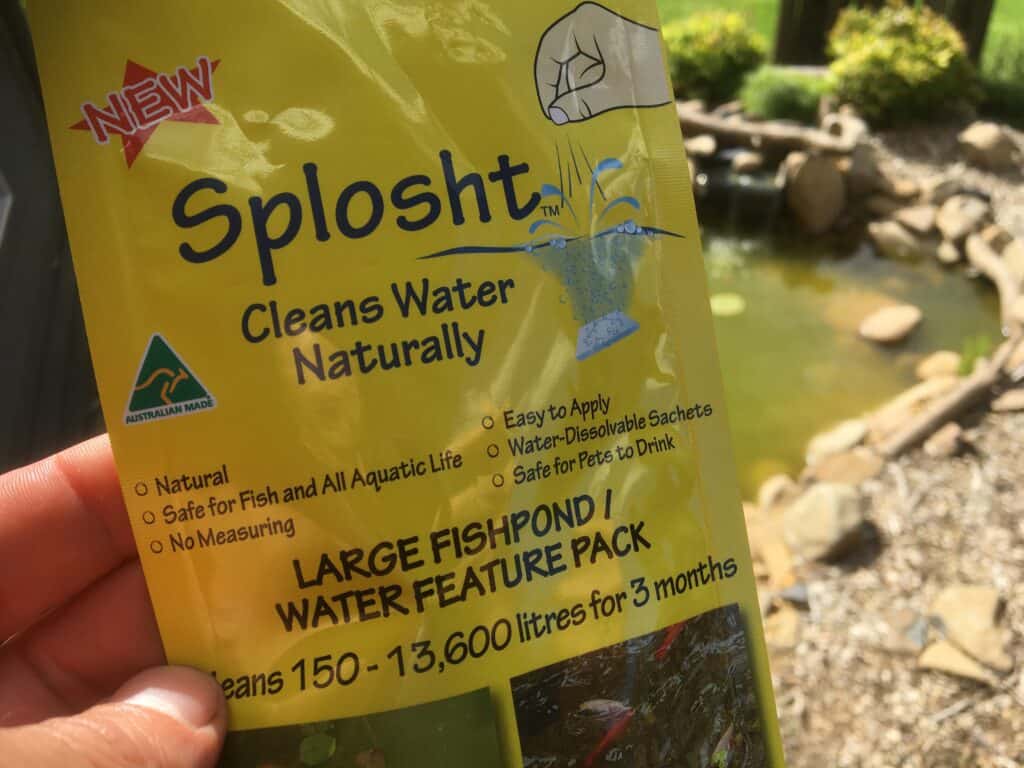 NEW
Splosht™
Cleans Water
Naturally
AUSTRALIAN MADE
Natural
Safe for Fish and All Aquatic Life
No Measuring
Easy to Apply
Water-Dissolvable Sachets
Safe for Pets to Drink
LARGE FISHPOND /
WATER FEATURE PACK
eans 150 - 13,600 litres for 3 months